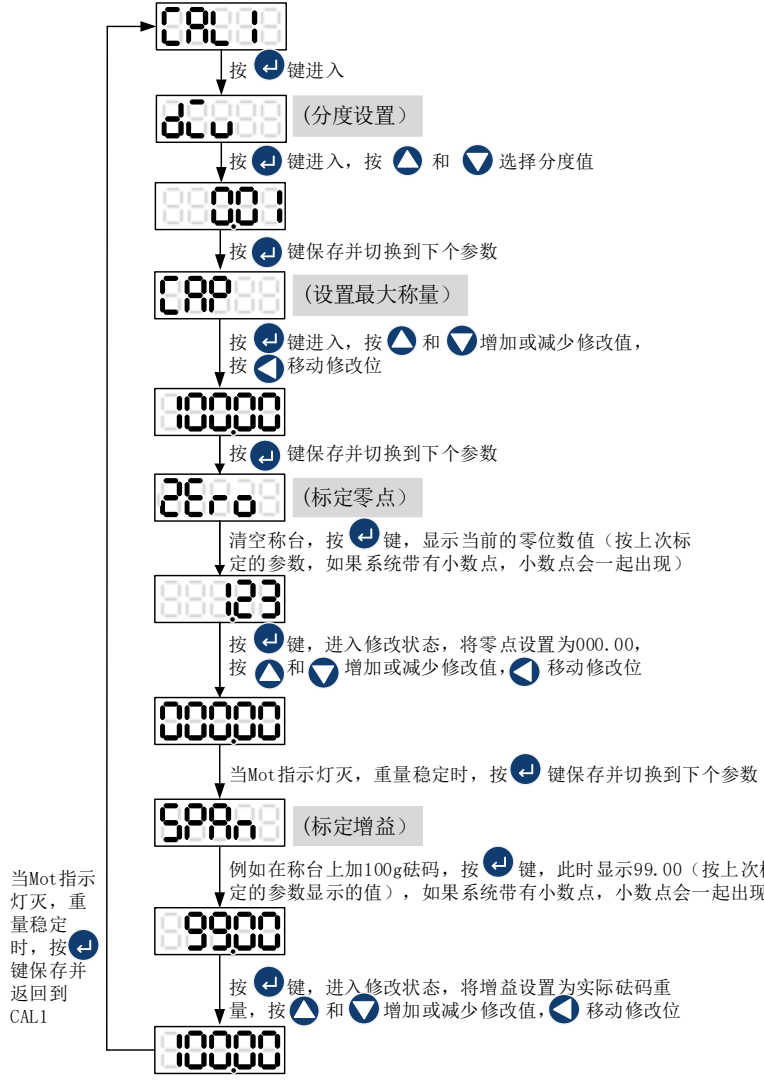 CAL1
按 键进入
div
(分度设置)
按 键进入，按 和 选择分度值
0.01
按 键保存并切换到下个参数
CAP
(设置最大称量)
按 键进入，按 和 增加或减少修改值，
按 移动修改位
100.00
按 键保存并切换到下个参数
ZEro
(标定零点)
清空称台，按 键，显示当前的零位数值（按上次标
定的参数，如果系统带有小数点，小数点会一起出现）
1.23
按 键，进入修改状态，将零点设置为000.00，
按 和 增加或减少修改值， 移动修改位
000.00
当Mot指示灯灭，重量稳定时，按 键保存并切换到下个参数
SPAn
(标定增益)
例如在称台上加100g砝码，按 键，此时显示99.00（按上次标
定的参数显示的值），如果系统带有小数点，小数点会一起出现
99.00
按 键，进入修改状态，将增益设置为实际砝码重
量，按 和 增加或减少修改值， 移动修改位
100.00
当Mot指示
灯灭，重
量稳定
时，按
键保存并
返回到
CAL1